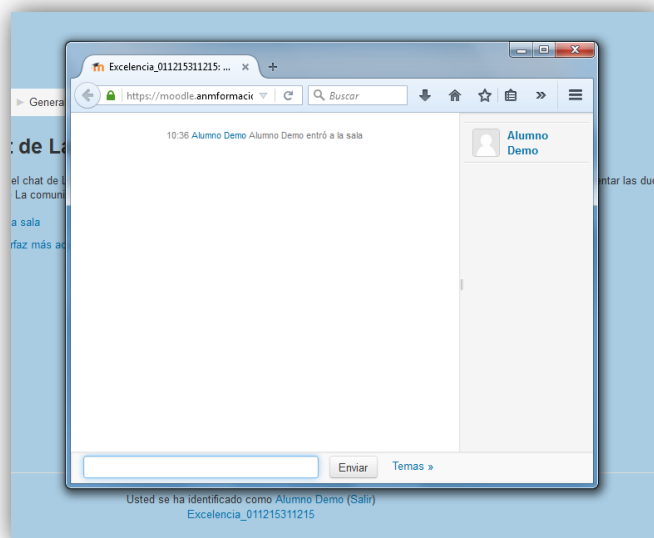 Excelencia_011215311215: ...
https://moodle.anmformacic
Buscar
10:36 Alumno Demo Alumno Demo entró a la sala
Alumno
Demo
Genera
de La
el chat de L
entar las du
La comuni
a sala
rfaz más ac
Enviar
Temas »
Usted se ha identificado como Alumno Demo (Salir)
Excelencia_011215311215